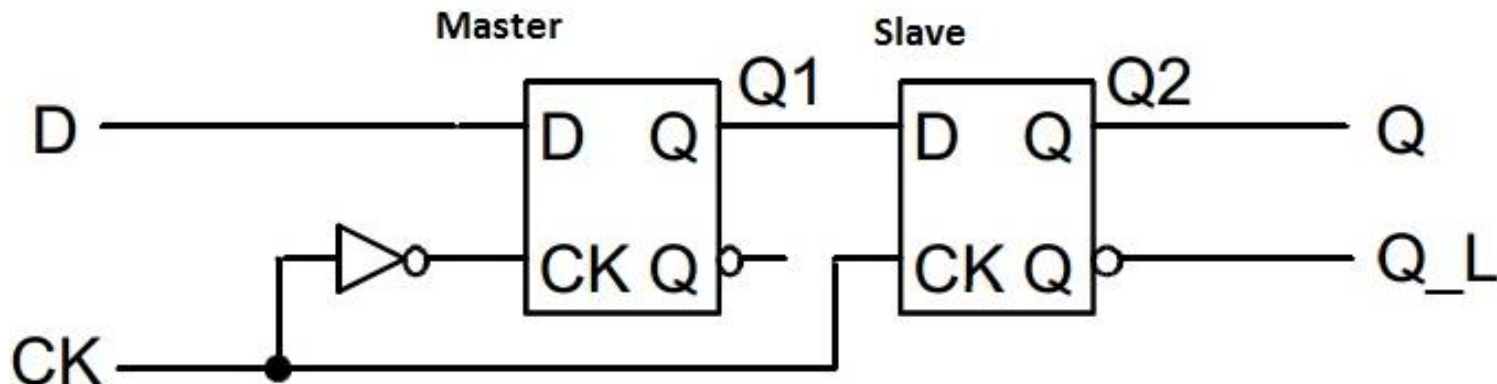 Master Slave
Q1 Q2
D D Q D Q Q
CK Q CK Q Q_L
CK